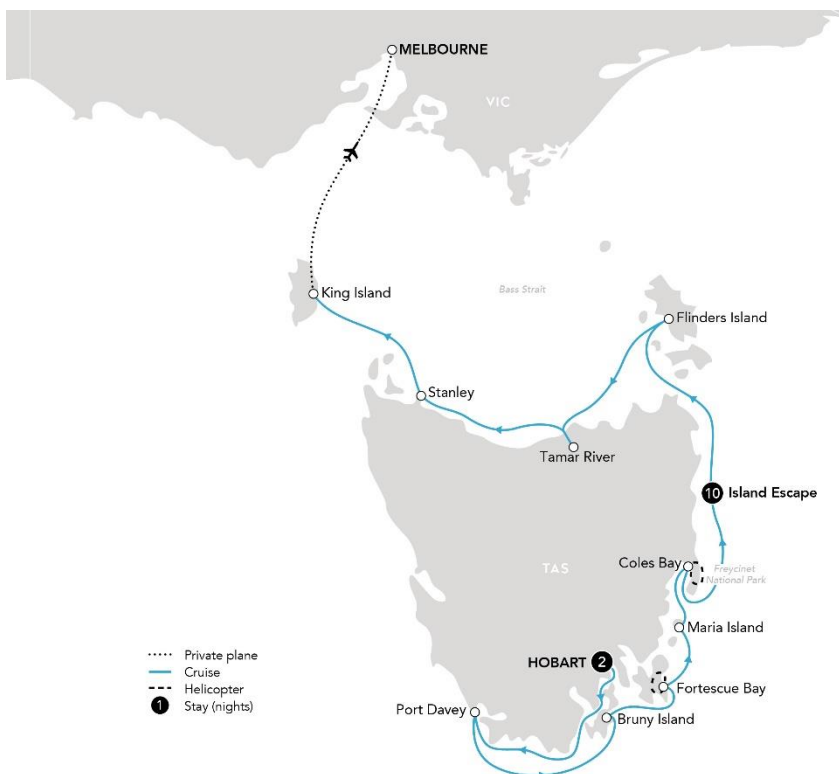 MELBOURNE
VIC
King Island
Bass Strait
Flinders Island
Stanley
Tamar River
10 Island Escape
Coles Bay
Freycinet
National Park
TAS
Maria Island
HOBART 2
Fortescue Bay
Port Davey
Bruny Island
Private plane
Cruise
Helicopter
1 Stay (nights)